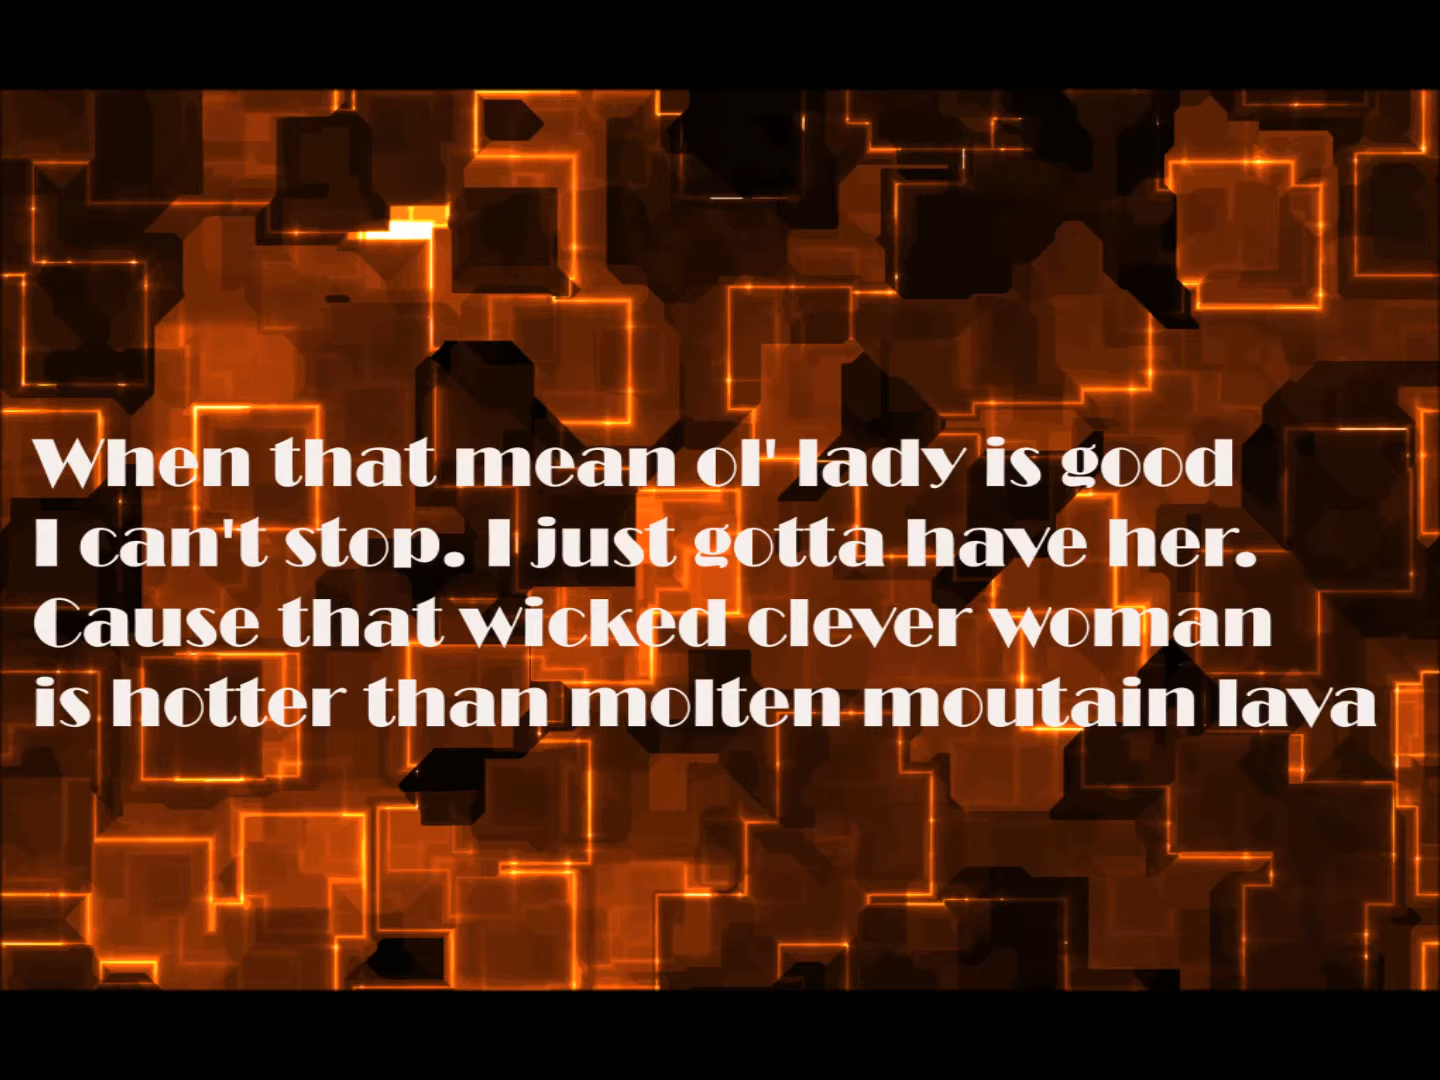 When that mean ol' lady is good
I can't stop. I just gotta have her.
Cause that wicked clever woman
is hotter than molten moutain lava